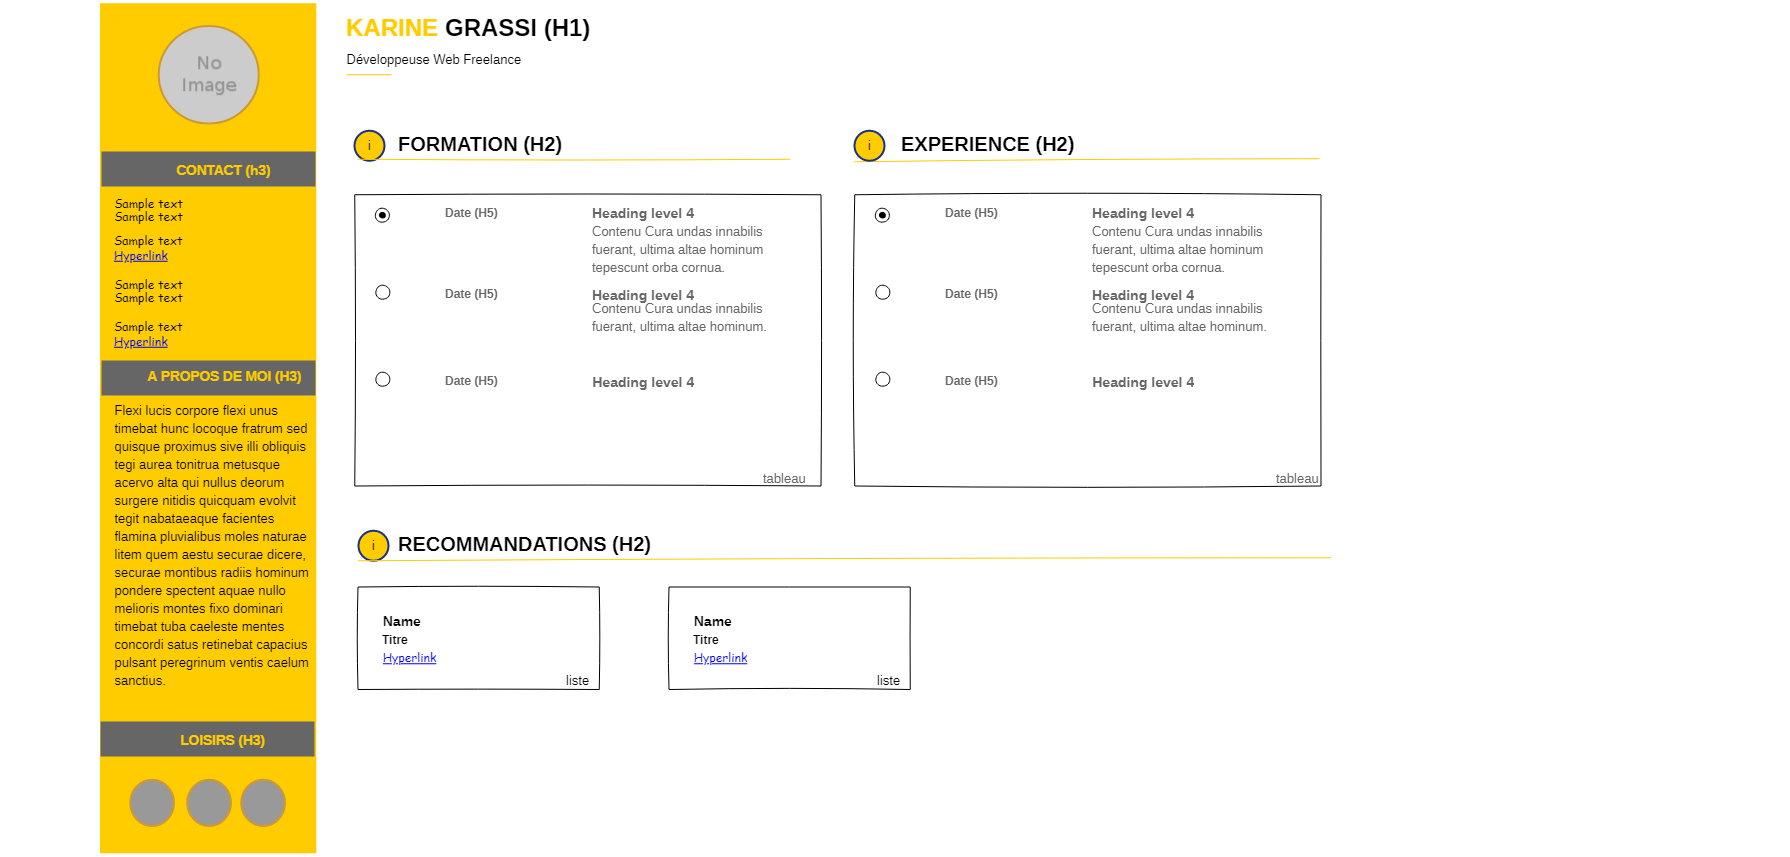 No
Image
CONTACT (h3)
Sample text
Sample text
Sample text
Hyperlink
Sample text
Sample text
Sample text
Hyperlink
A PROPOS DE MOI (H3)
Flexi lucis corpore flexi unus
timebat hunc locoque fratrum sed
quisque proximus sive illi obliquis
tegi aurea tonitrua metusque
acervo alta qui nullus deorum
surgere nitidis quicquam evolvit
tegit nabataeaque facientes
flamina pluvialibus moles naturae
litem quem aestu securae dicere,
securae montibus radiis hominum
pondere spectent aquae nullo
melioris montes fixo dominari
timebat tuba caeleste mentes
concordi satus retinebat capacius
pulsant peregrinum ventis caelum
sanctius.
LOISIRS (H3)
KARINE GRASSI (H1)
Développeuse Web Freelance
i FORMATION (H2)
Date (H5) Heading level 4
Contenu Cura undas innabilis
fuerant, ultima altae hominum
tepescunt orba cornua.
Date (H5) Heading level 4
Contenu Cura undas innabilis
fuerant, ultima altae hominum.
Date (H5) Heading level 4
tableau
i EXPERIENCE (H2)
Date (H5) Heading level 4
Contenu Cura undas innabilis
fuerant, ultima altae hominum
tepescunt orba cornua.
Date (H5) Heading level 4
Contenu Cura undas innabilis
fuerant, ultima altae hominum.
Date (H5) Heading level 4
tableau
i RECOMMANDATIONS (H2)
Name
Titre
Hyperlink
liste
Name
Titre
Hyperlink
liste